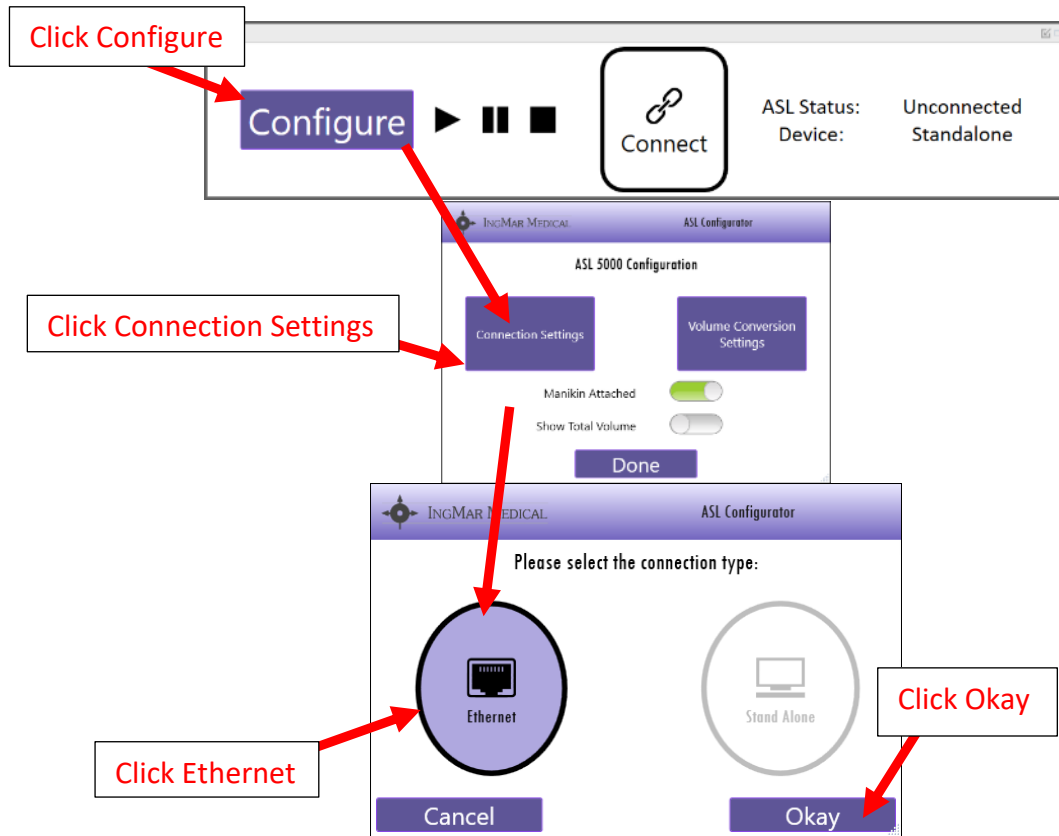 Click Configure
Configure
Connect
ASL Status: Unconnected
Device: Standalone
INGMAR MEDICAL ASL Configurator
ASL 5000 Configuration
Click Connection Settings
Connection Settings
Volume Conversion
Settings
Manikin Attached
Show Total Volume
Done
INGMAR MEDICAL ASL Configurator
Please select the connection type:
Ethernet
Stand Alone
Click Okay
Click Ethernet
Cancel
Okay